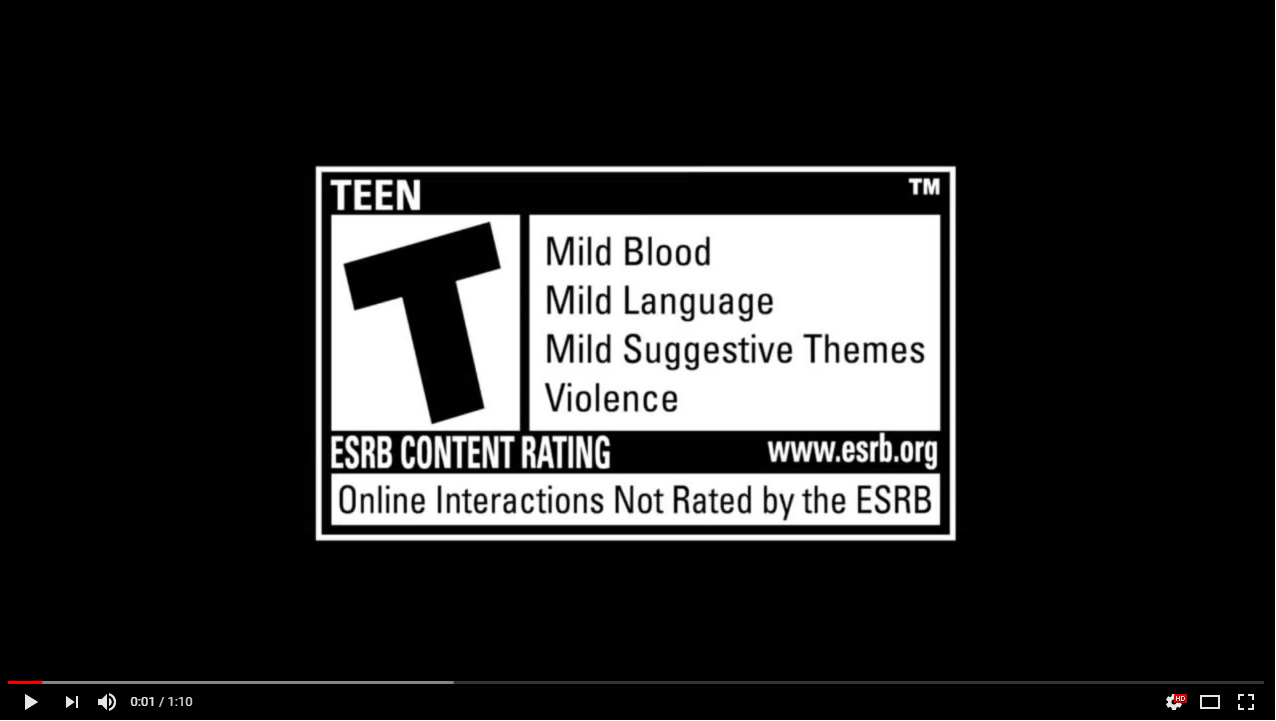 TEEN
TM
T
Mild Blood
Mild Language
Mild Suggestive Themes
Violence
ESRB CONTENT RATING
www.esrb.org
Online Interactions Not Rated by the ESRB
0:01 / 1:10
HD